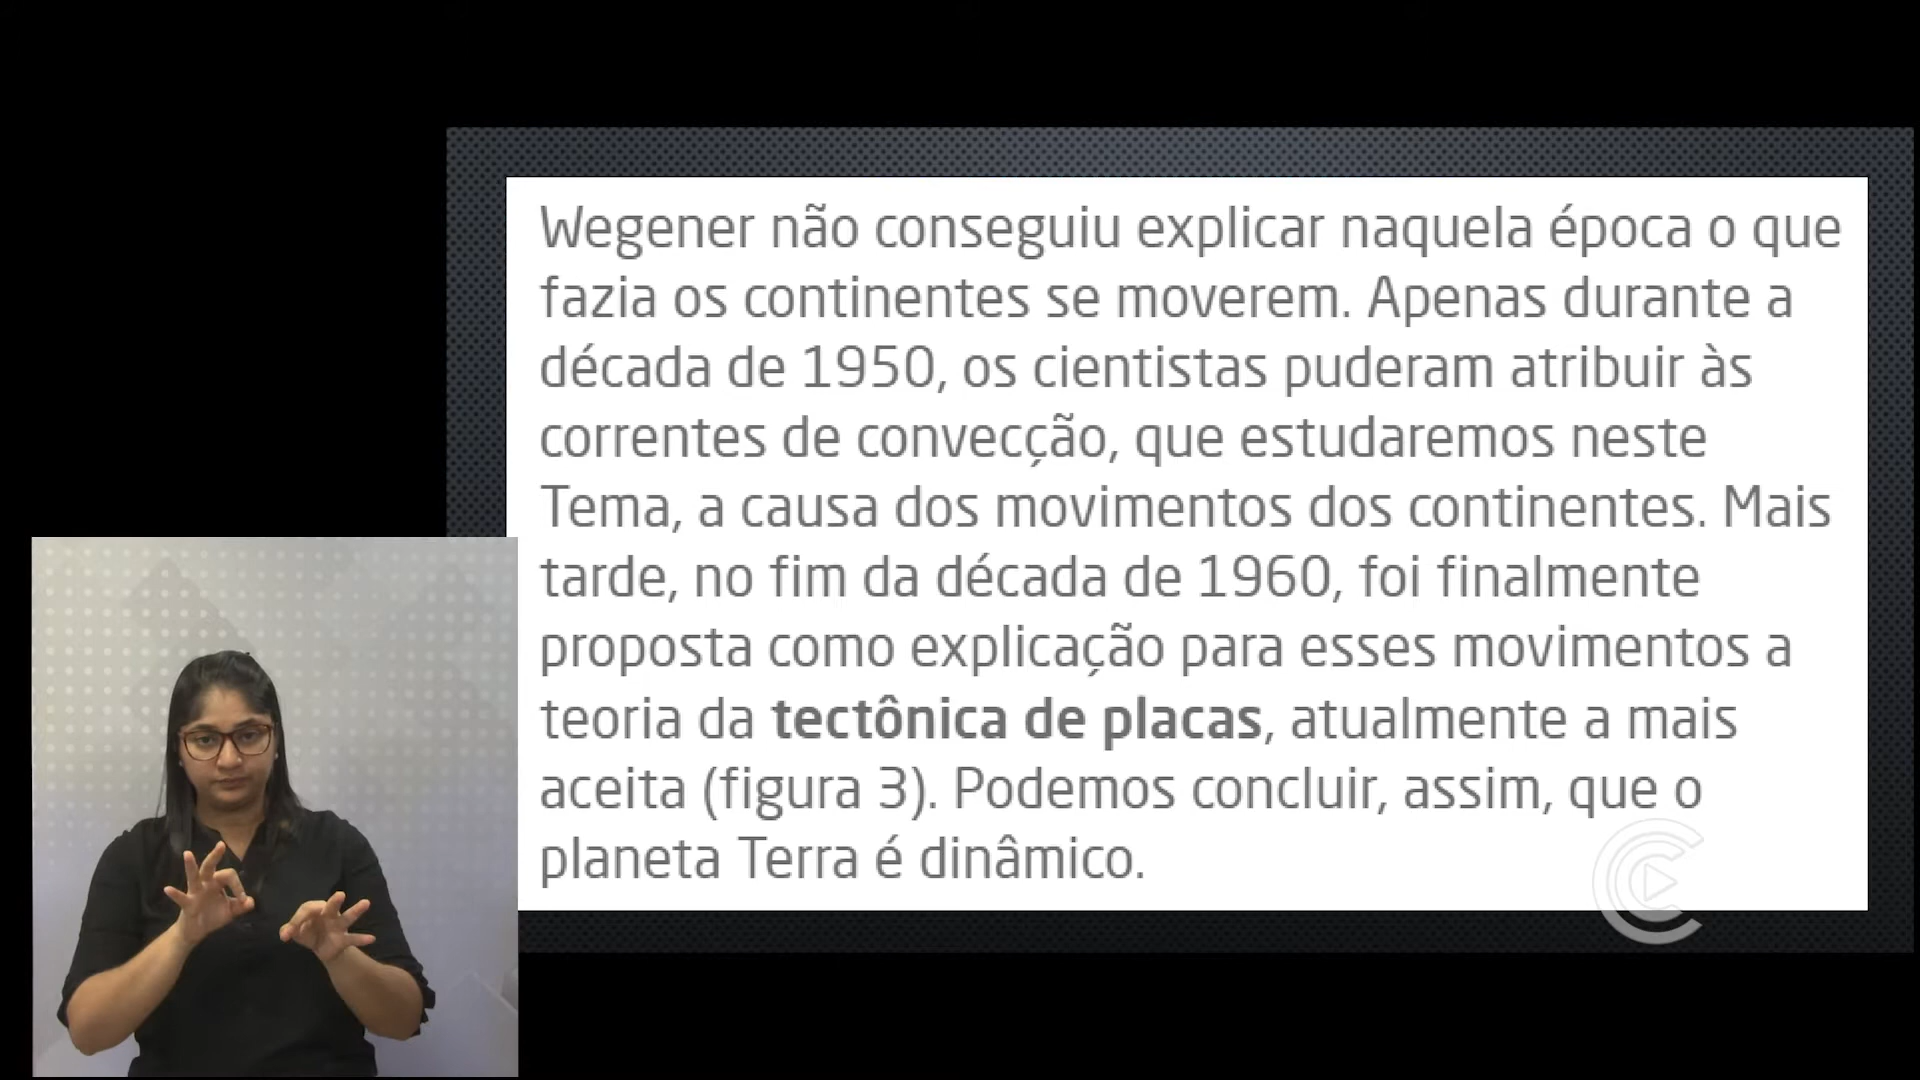 Wegener não conseguiu explicar naquela época o que
fazia os continentes se moverem. Apenas durante a
década de 1950, os cientistas puderam atribuir às
correntes de convecção, que estudaremos neste
Tema, a causa dos movimentos dos continentes. Mais
tarde, no fim da década de 1960, foi finalmente
proposta como explicação para esses movimentos a
teoria da tectônica de placas, atualmente a mais
aceita (figura 3). Podemos concluir, assim, que o
planeta Terra é dinâmico.